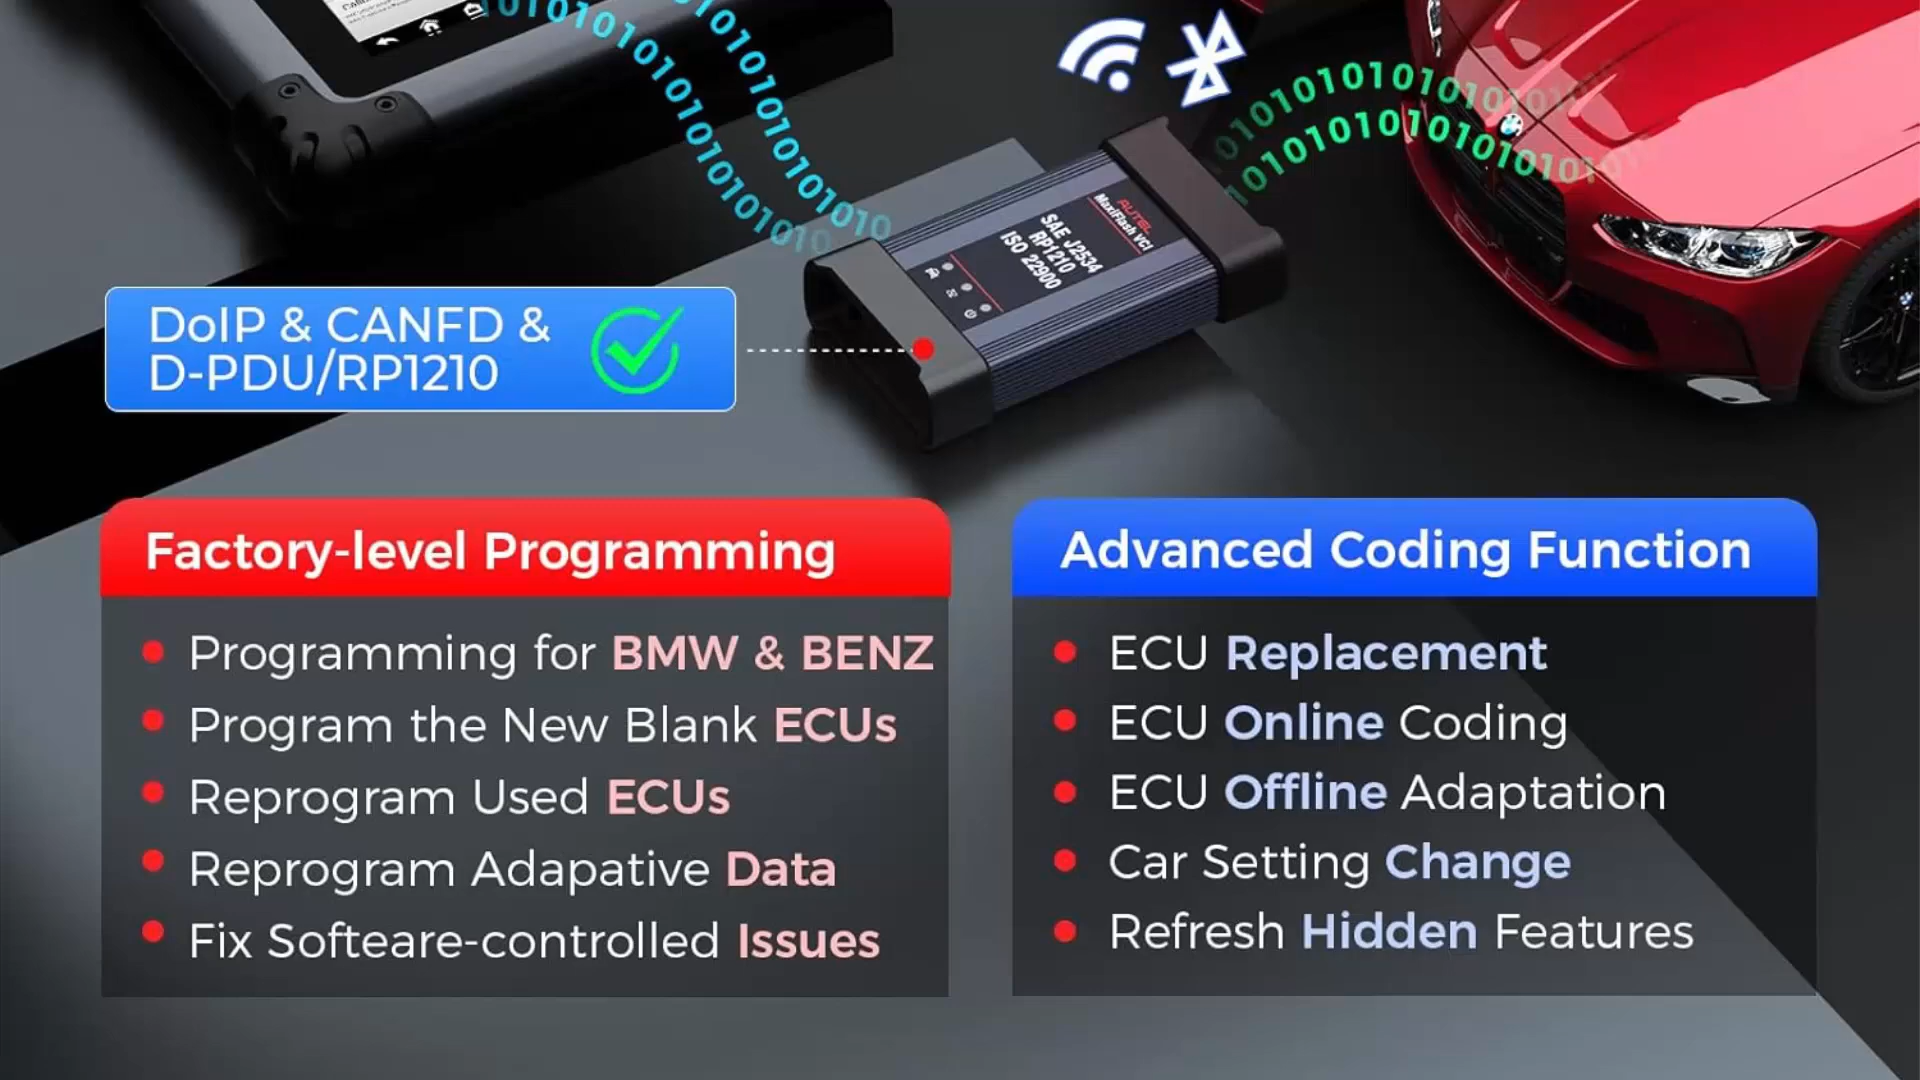 AUTEL
MaxiFlash VCI
SAE J2534
RP1210
ISO 22900
DoIP & CANFD &
D-PDU/RP1210
Factory-level Programming
Programming for BMW & BENZ
Program the New Blank ECUs
Reprogram Used ECUs
Reprogram Adapative Data
Fix Softeare-controlled Issues
Advanced Coding Function
ECU Replacement
ECU Online Coding
ECU Offline Adaptation
Car Setting Change
Refresh Hidden Features